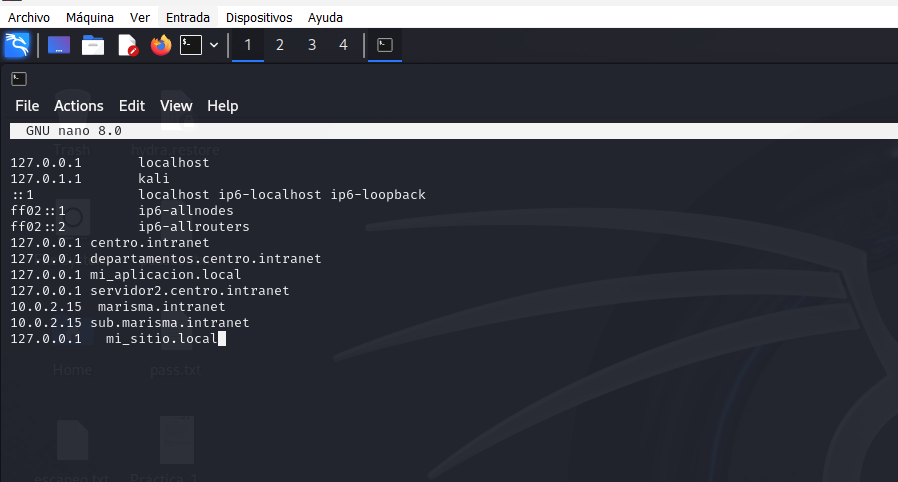 Archivo Máquina Ver Entrada Dispositivos Ayuda
1 2 3 4
File Actions Edit View Help
GNU nano 8.0
Trash hydra.restore
127.0.0.1 localhost
127.0.1.1 kali
::1 localhost ip6-localhost ip6-loopback
ff02::1 ip6-allnodes
ff02::2 ip6-allrouters
127.0.0.1 centro.intranet
127.0.0.1 departamentos.centro.intranet
127.0.0.1 mi_aplicacion.local
127.0.0.1 servidor2.centro.intranet
10.0.2.15 marisma.intranet
10.0.2.15 sub.marisma.intranet
127.0.0.1 mi_sitio.local
Home pass.txt
escaneo.txt